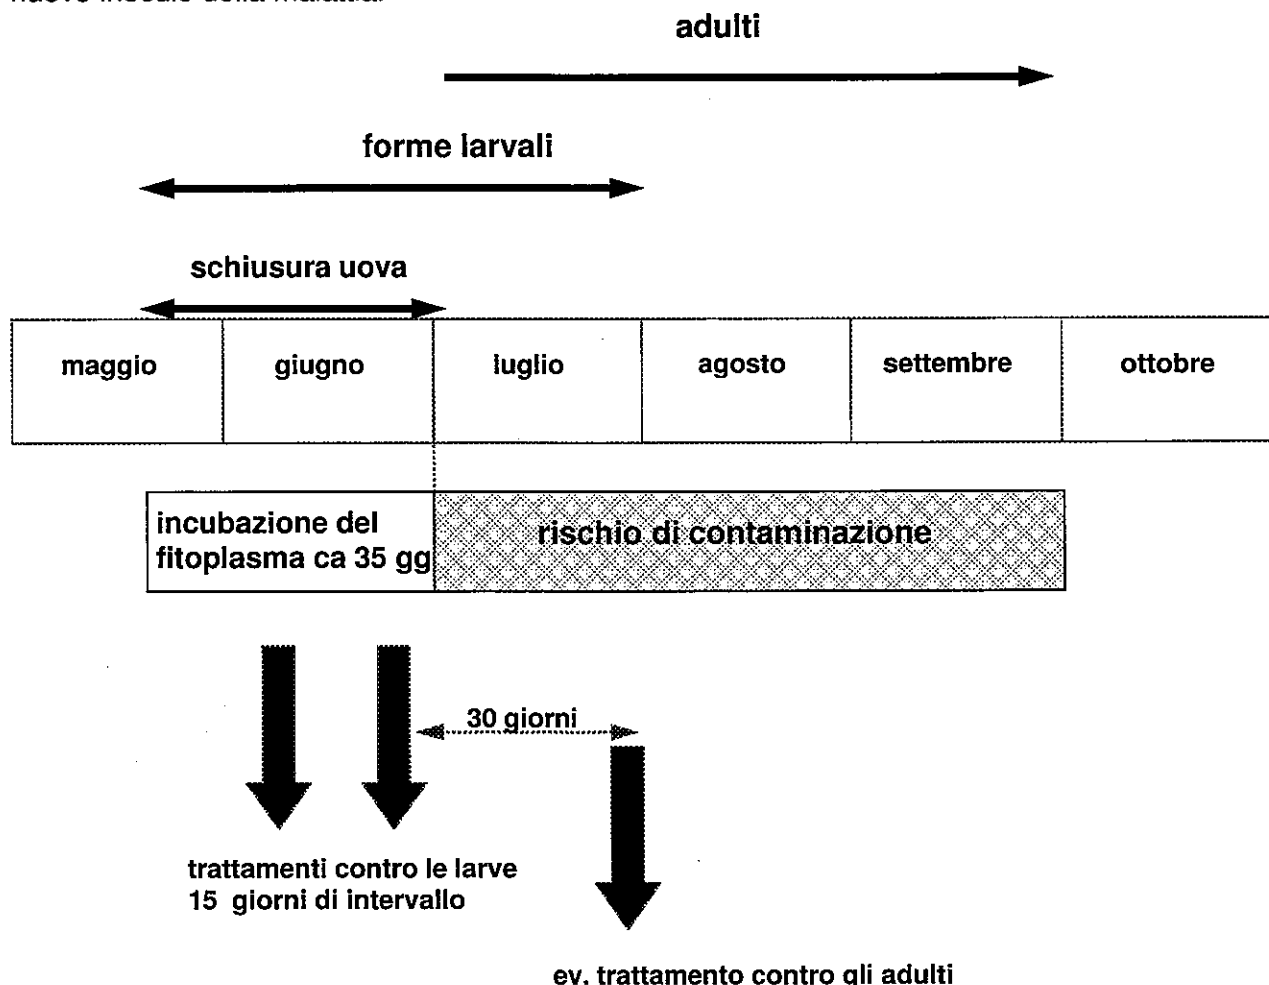 adulti
forme larvali
schiusura uova
maggio
giugno
luglio
agosto
settembre
ottobre
incubazione del
fitoplasma ca 35 gg
rischio di contaminazione
30 giorni
trattamenti contro le larve
15 giorni di intervallo
ev. trattamento contro gli adulti